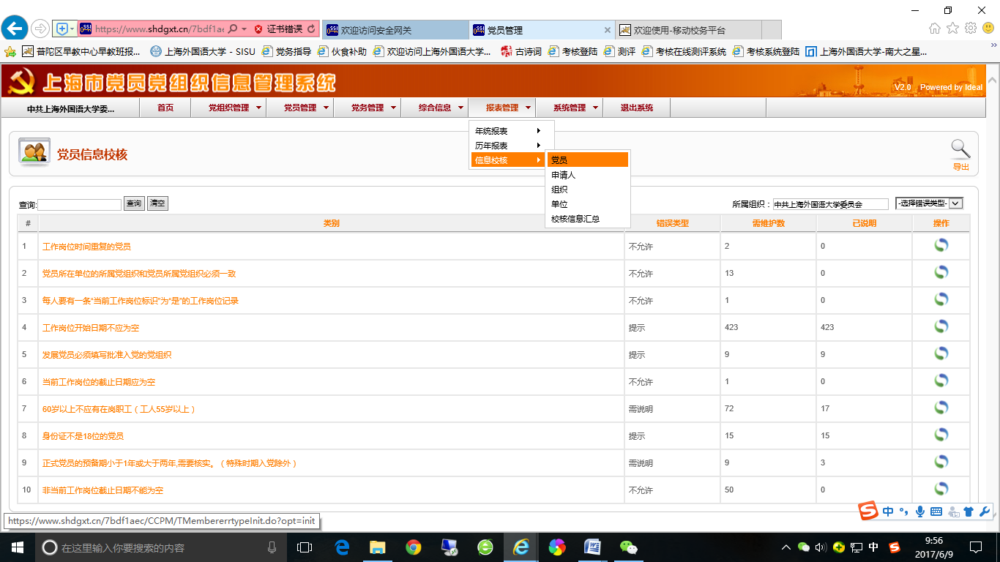 https://www.shdgxt.cn/7bdf1ae
证书错误
欢迎访问安全网关
党员管理
欢迎使用-移动校务平台
普陀区早教中心早教班报...
上海外国语大学 - SISU
党务指导
伙食补助
欢迎访问上海外国语大学...
古诗词
考核登陆
测评
考核在线测评系统
考核系统登陆
上海外国语大学-南大之星...
上海市党员党组织信息管理系统
V2.0 Powered by Ideal
中共上海外国语大学委...
首页
党组织管理
党员管理
党务管理
综合信息
报表管理
系统管理
退出系统
年统报表
历年报表
信息校核
党员
申请人
组织
单位
校核信息汇总
党员信息校核
导出
查询:
查询
清空
所属组织：
中共上海外国语大学委员会
-选择错误类型-
# 类别 错误类型 需维护数 已说明 操作
1 工作岗位时间重复的党员 不允许 2 0
2 党员所在单位的所属党组织和党员所属党组织必须一致 不允许 13 0
3 每人要有一条“当前工作岗位标识”为“是”的工作岗位记录 不允许 1 0
4 工作岗位开始日期不应为空 提示 423 423
5 发展党员必须填写批准入党的党组织 提示 9 9
6 当前工作岗位的截止日期应为空 不允许 1 0
7 60岁以上不应有在岗职工（工人55岁以上） 需说明 72 17
8 身份证不是18位的党员 提示 15 15
9 正式党员的预备期小于1年或大于两年,需要核实。（特殊时期入党除外） 需说明 9 3
10 非当前工作岗位截止日期不能为空 不允许 50 0
https://www.shdgxt.cn/7bdf1aec/CCPM/TMembererrtypeInit.do?opt=init
中
在这里输入你要搜索的内容
中
9:56
2017/6/9